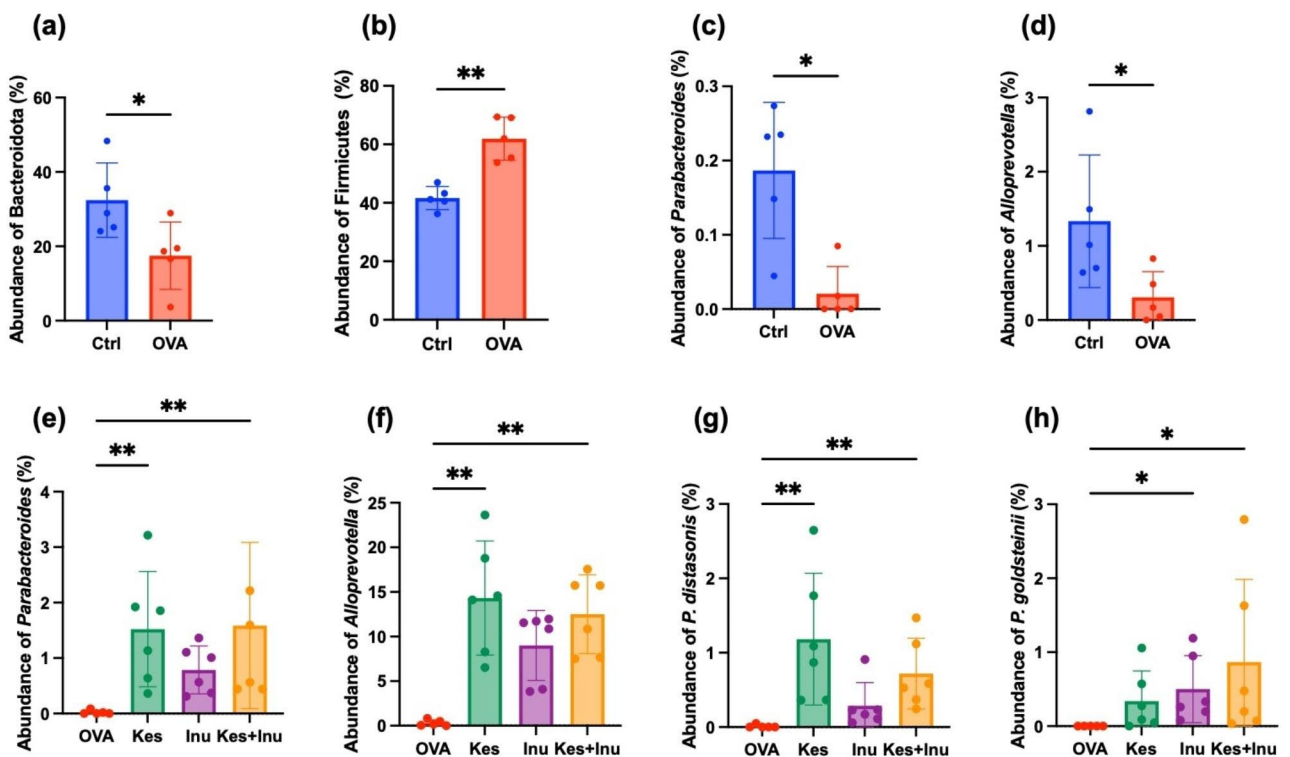 (a)
Abundance of Bacteroidota (%)
60
40
20
0
*
Ctrl OVA
(b)
Abundance of Firmicutes (%)
80
60
40
20
0
**
Ctrl OVA
(c)
Abundance of Parabacteroides (%)
0.3
0.2
0.1
0.0
*
Ctrl OVA
(d)
Abundance of Alloprevotella (%)
3
2
1
0
*
Ctrl OVA
(e)
Abundance of Parabacteroides (%)
4
3
2
1
0
**
**
OVA Kes Inu Kes+Inu
(f)
Abundance of Alloprevotella (%)
25
20
15
10
5
0
**
**
OVA Kes Inu Kes+Inu
(g)
Abundance of P. distasonis (%)
3
2
1
0
**
**
OVA Kes Inu Kes+Inu
(h)
Abundance of P. goldsteinii (%)
3
2
1
0
*
*
OVA Kes Inu Kes+Inu